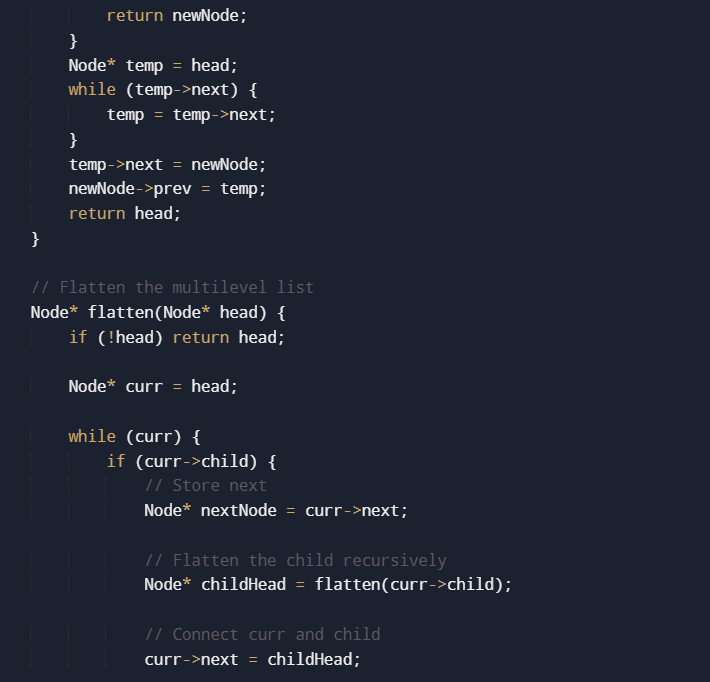 return newNode;
}
Node* temp = head;
while (temp->next) {
temp = temp->next;
}
temp->next = newNode;
newNode->prev = temp;
return head;
}
// Flatten the multilevel list
Node* flatten(Node* head) {
if (!head) return head;
Node* curr = head;
while (curr) {
if (curr->child) {
// Store next
Node* nextNode = curr->next;
// Flatten the child recursively
Node* childHead = flatten(curr->child);
// Connect curr and child
curr->next = childHead;